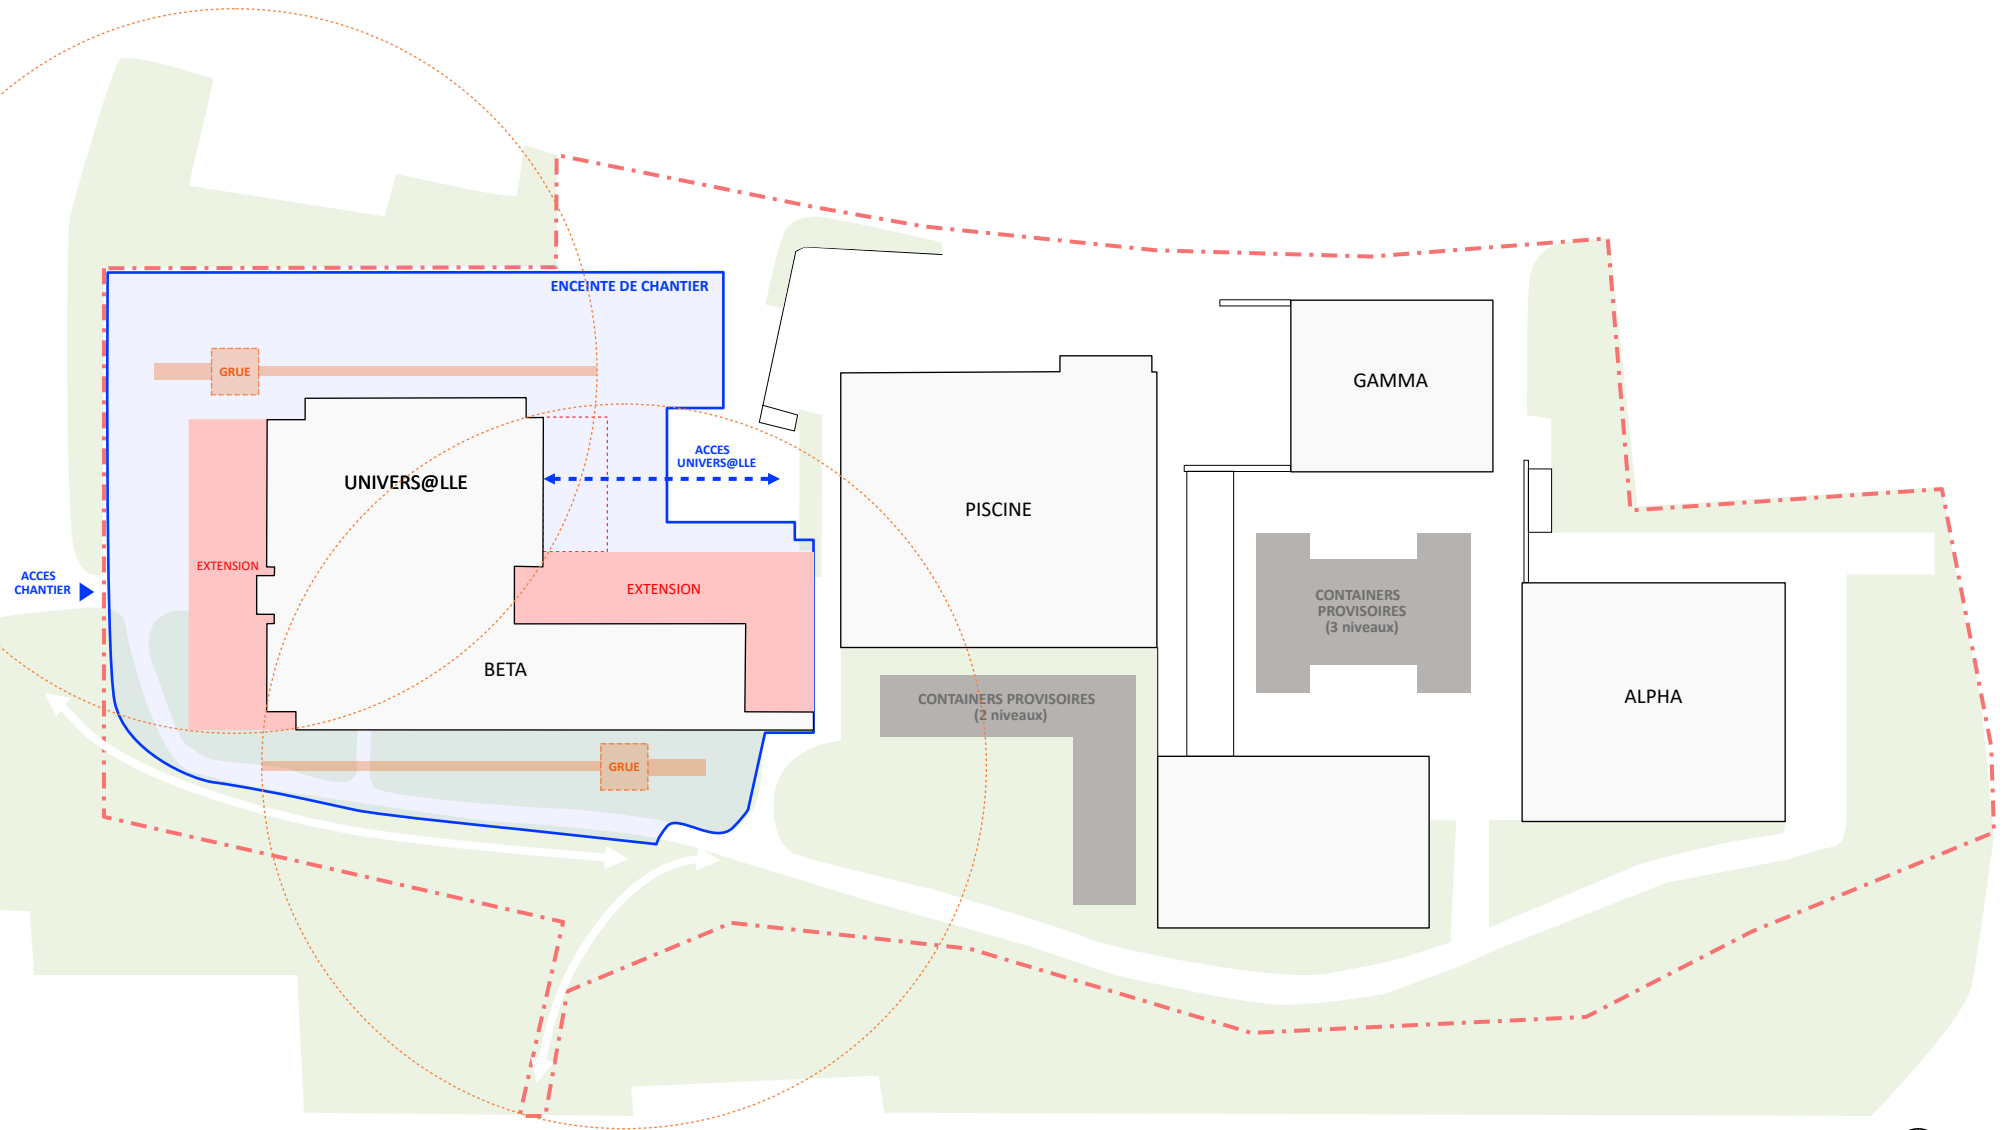 ENCEINTE DE CHANTIER
GRUE
GAMMA
ACCES
UNIVERS@LLE
UNIVERS@LLE
PISCINE
EXTENSION
ACCES
CHANTIER
EXTENSION
CONTAINERS
PROVISOIRES
(3 niveaux)
BETA
CONTAINERS PROVISOIRES
(2 niveaux)
ALPHA
GRUE